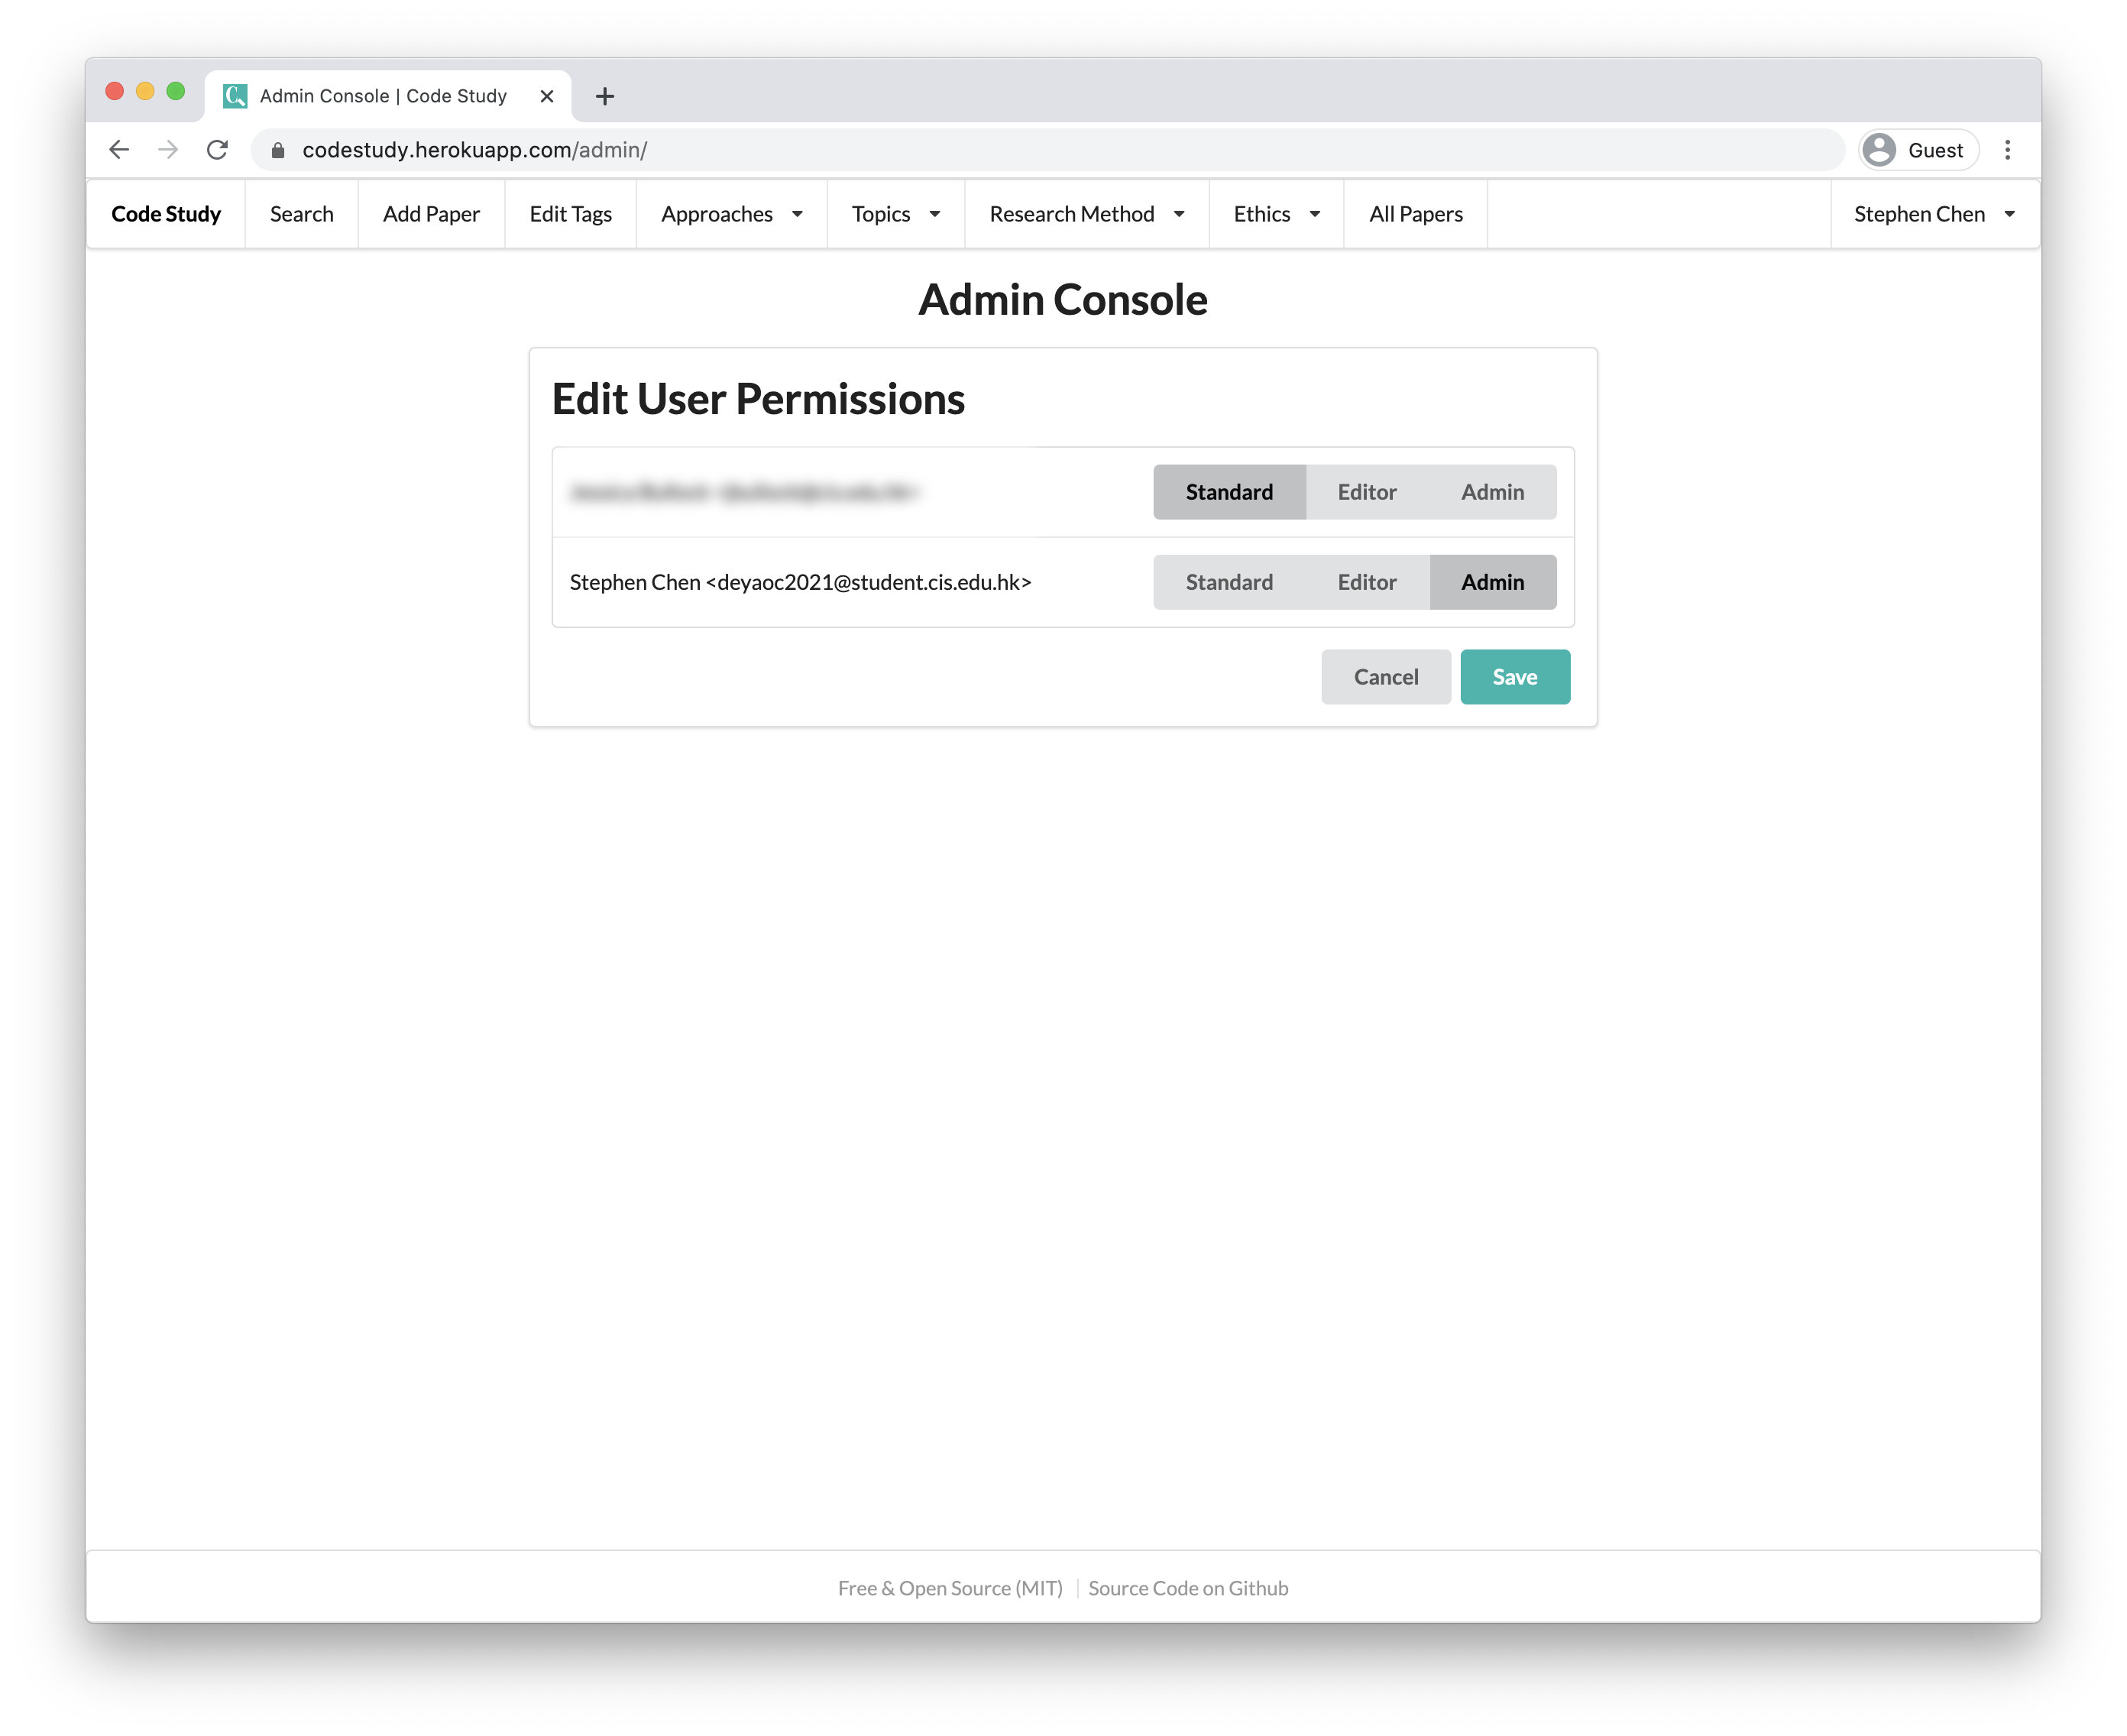 Admin Console | Code Study
codestudy.herokuapp.com/admin/
Guest
Code Study Search Add Paper Edit Tags Approaches Topics Research Method Ethics All Papers Stephen Chen
Admin Console
Edit User Permissions
Standard Editor Admin
Stephen Chen <deyaoc2021@student.cis.edu.hk> Standard Editor Admin
Cancel Save
Free & Open Source (MIT) | Source Code on Github